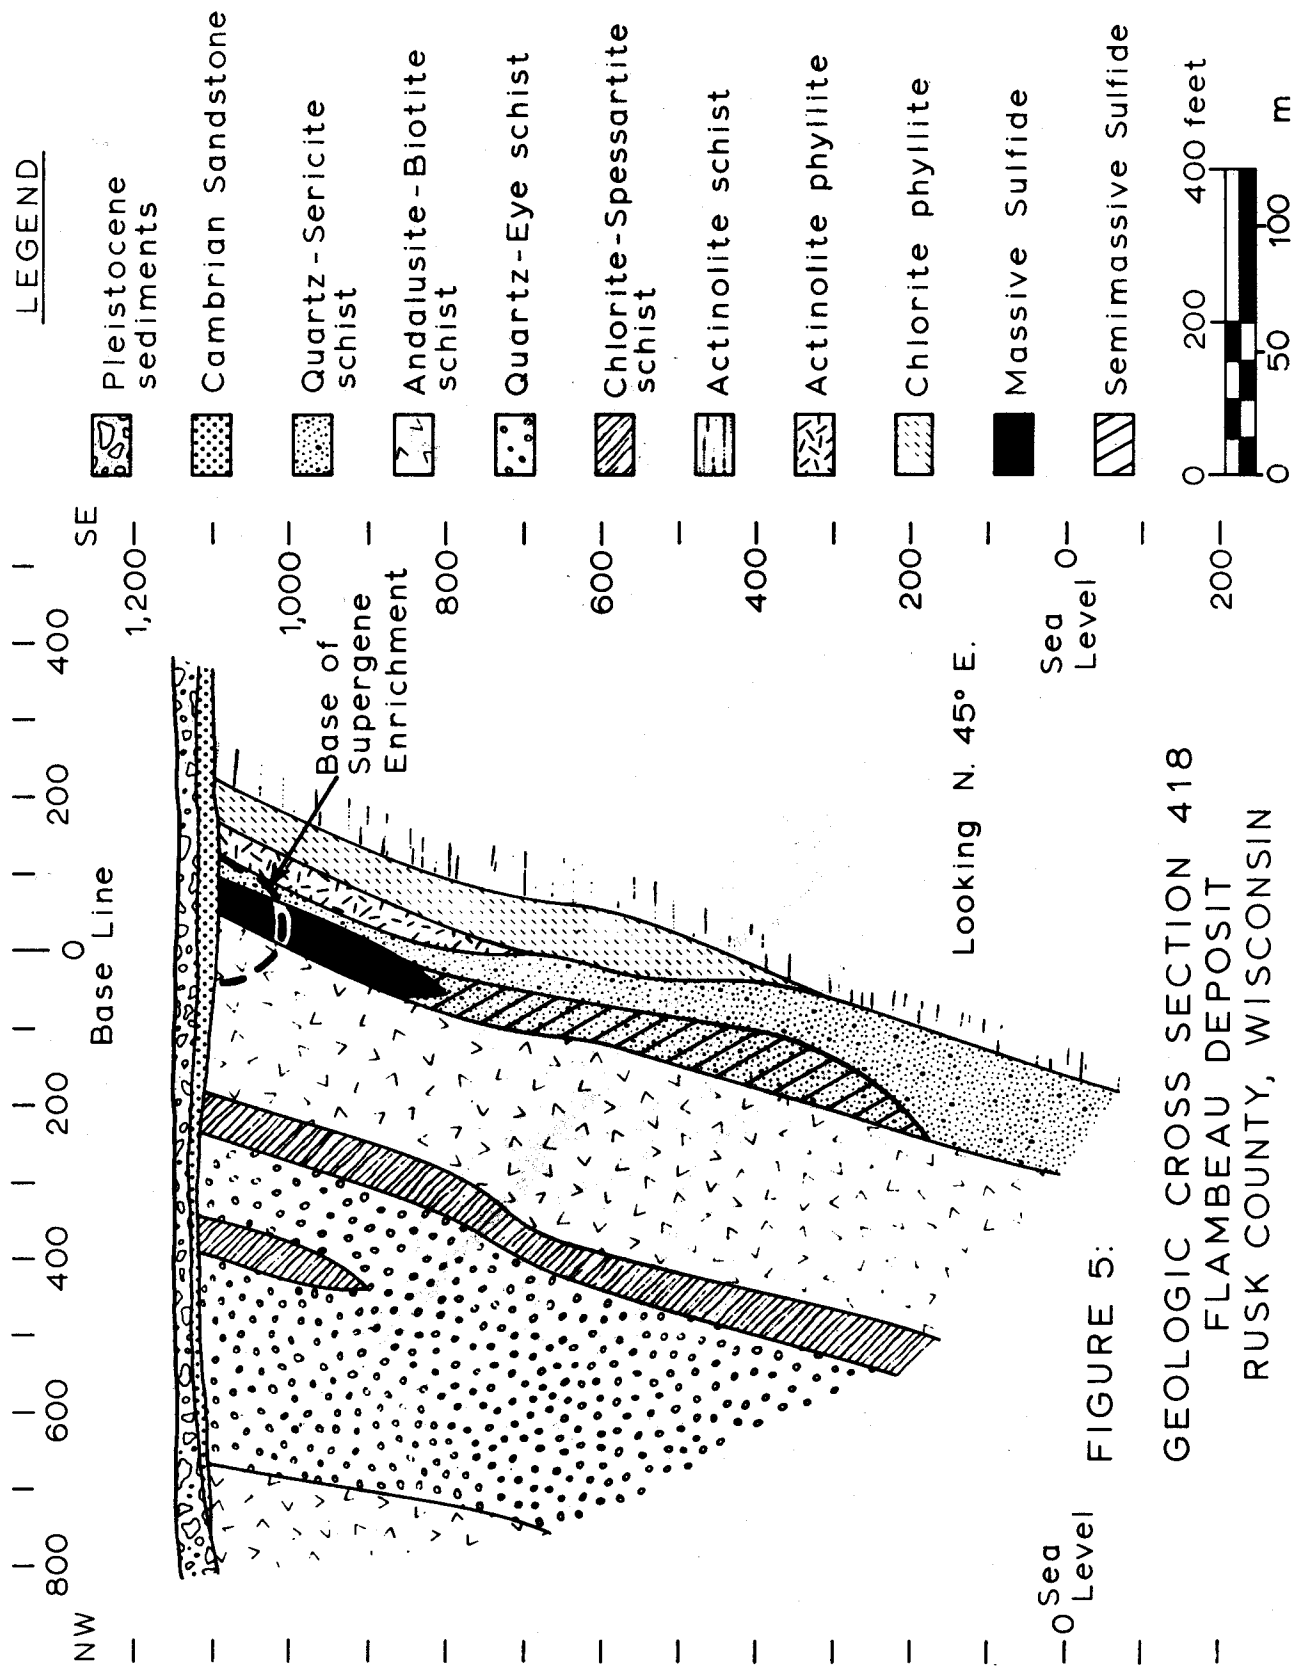 NW
SE
800
600
400
200
0
200
400
Base Line
1,200
1,000
800
600
400
200
0
200
Base of
Supergene
Enrichment
Looking N. 45° E.
Sea
Level
0 Sea
Level
FIGURE 5:
GEOLOGIC CROSS SECTION 418
FLAMBEAU DEPOSIT
RUSK COUNTY, WISCONSIN
LEGEND
Pleistocene
sediments
Cambrian Sandstone
Quartz-Sericite
schist
Andalusite-Biotite
schist
Quartz-Eye schist
Chlorite-Spessartite
schist
Actinolite schist
Actinolite phyllite
Chlorite phyllite
Massive Sulfide
Semimassive Sulfide
0 200 400 feet
0 50 100 m